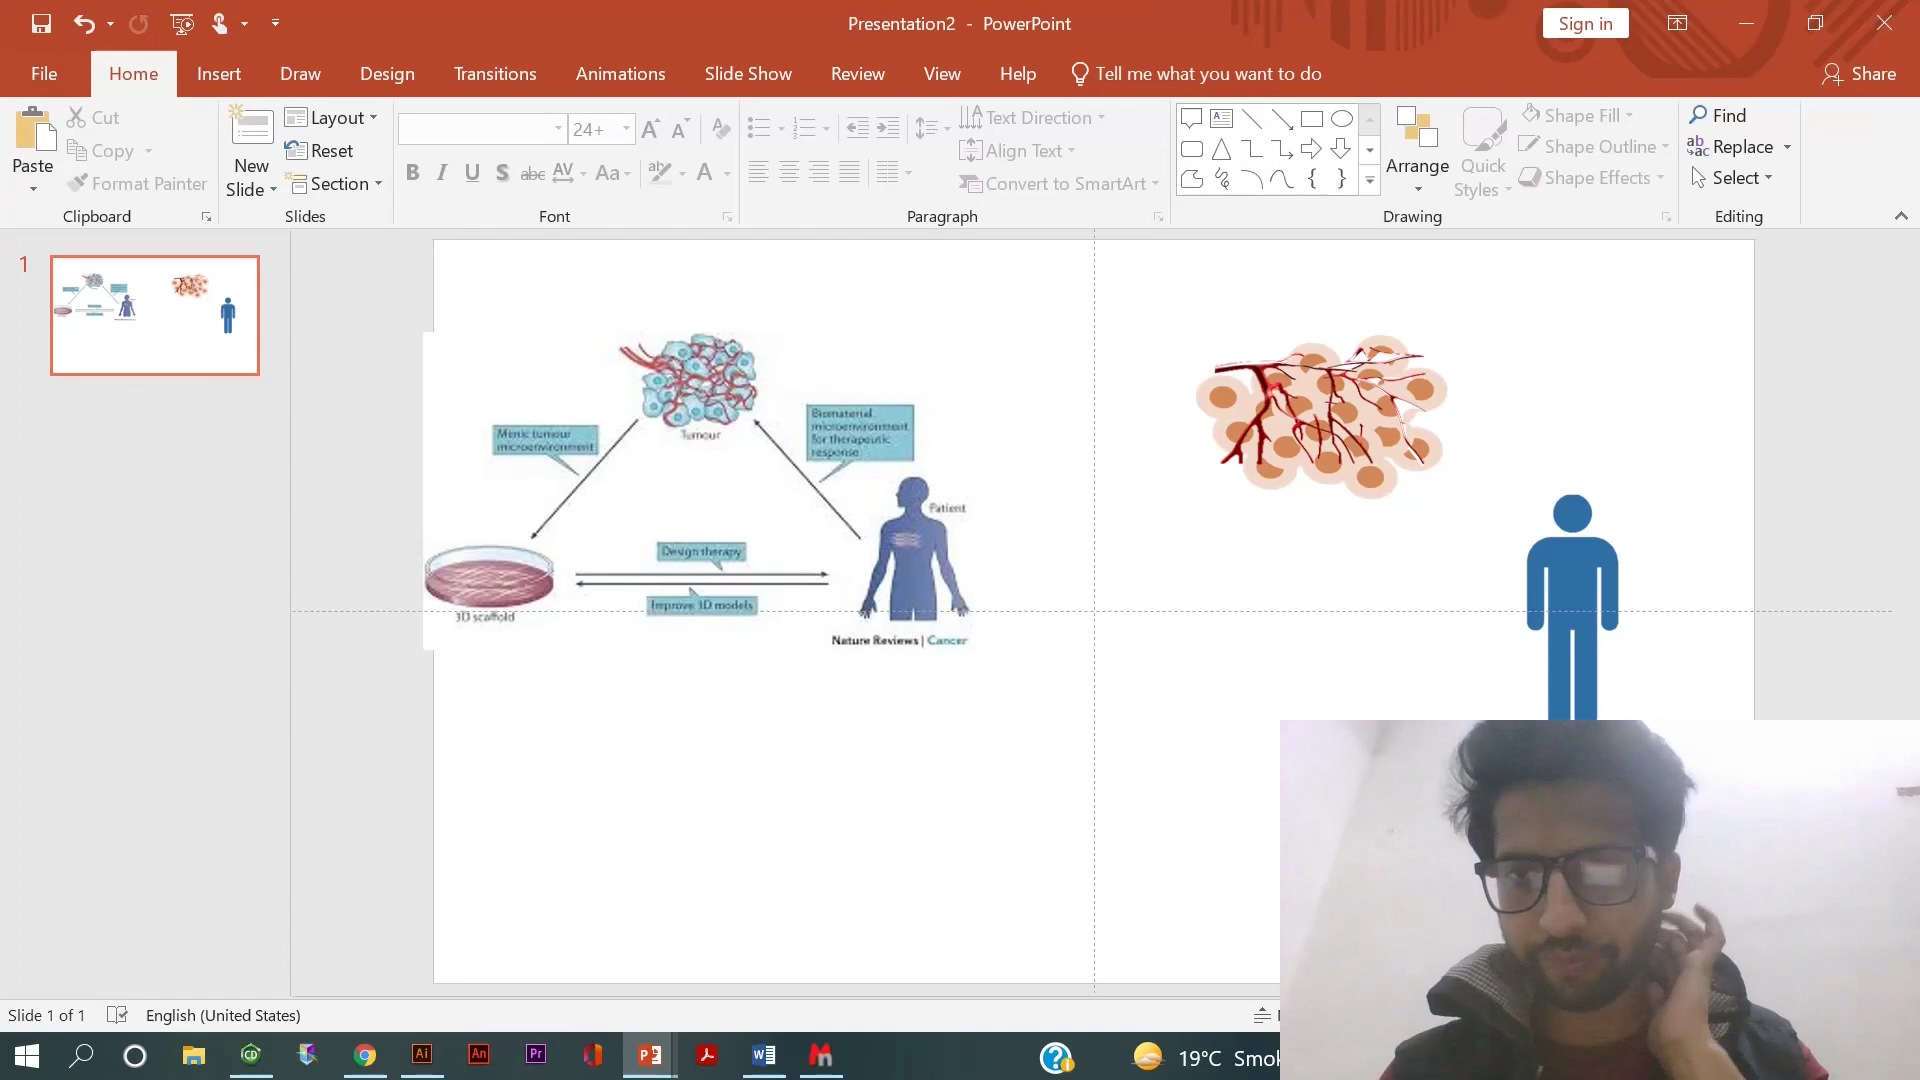 Presentation2 - PowerPoint
Sign in
File
Home
Insert
Draw
Design
Transitions
Animations
Slide Show
Review
View
Help
Tell me what you want to do
Share
Paste
Cut
Copy
Format Painter
Clipboard
New
Slide
Layout
Reset
Section
Slides
24+
B I U S abc AV Aa A
Font
Text Direction
Align Text
Convert to SmartArt
Paragraph
Arrange
Quick
Styles
Shape Fill
Shape Outline
Shape Effects
Drawing
Find
Replace
Select
Editing
1
Tumour
Mimic tumour
microenvironment
Biomaterial
microenvironment
for therapeutic
response
Patient
Design therapy
Improve 3D models
3D scaffold
Nature Reviews | Cancer
Slide 1 of 1
English (United States)
19°C Smok